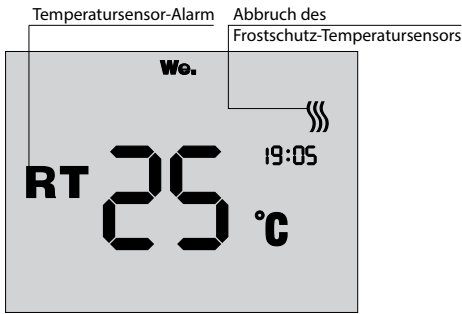 Temperatursensor-Alarm
Abbruch des
Frostschutz-Temperatursensors
We.
19:05
RT 25 °C